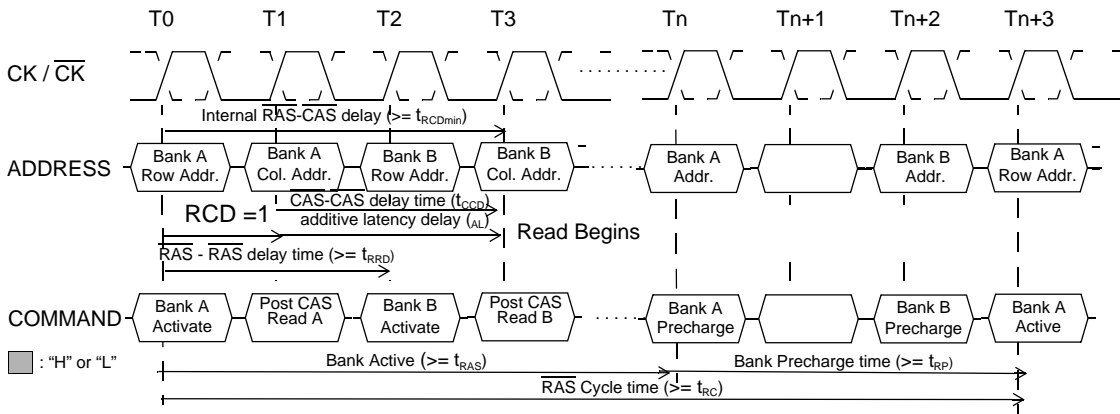 T0 T1 T2 T3 Tn Tn+1 Tn+2 Tn+3
CK / CK
Internal RAS-CAS delay (>= tRCDmin)
ADDRESS
Bank A Row Addr.
Bank A Col. Addr.
Bank B Row Addr.
Bank B Col. Addr.
Bank A Addr.
Bank B Addr.
Bank A Row Addr.
CAS-CAS delay time (tCCD)
RCD =1
additive latency delay (AL)
Read Begins
RAS - RAS delay time (>= tRRD)
COMMAND
Bank A Activate
Post CAS Read A
Bank B Activate
Post CAS Read B
Bank A Precharge
Bank B Precharge
Bank A Active
: “H” or “L”
Bank Active (>= tRAS)
Bank Precharge time (>= tRP)
RAS Cycle time (>= tRC)